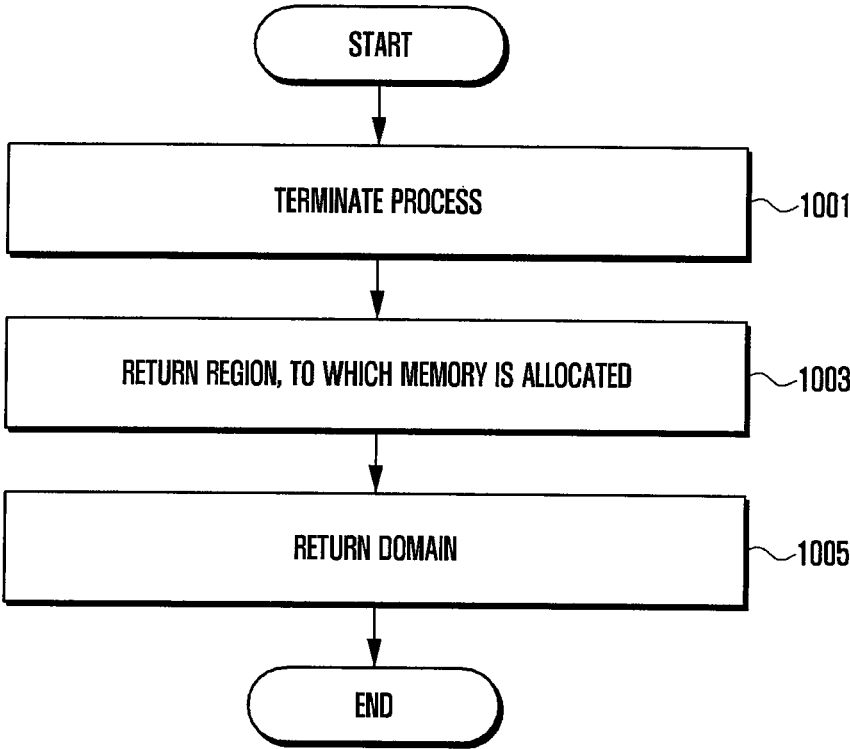 START
TERMINATE PROCESS
1001
RETURN REGION, TO WHICH MEMORY IS ALLOCATED
1003
RETURN DOMAIN
1005
END